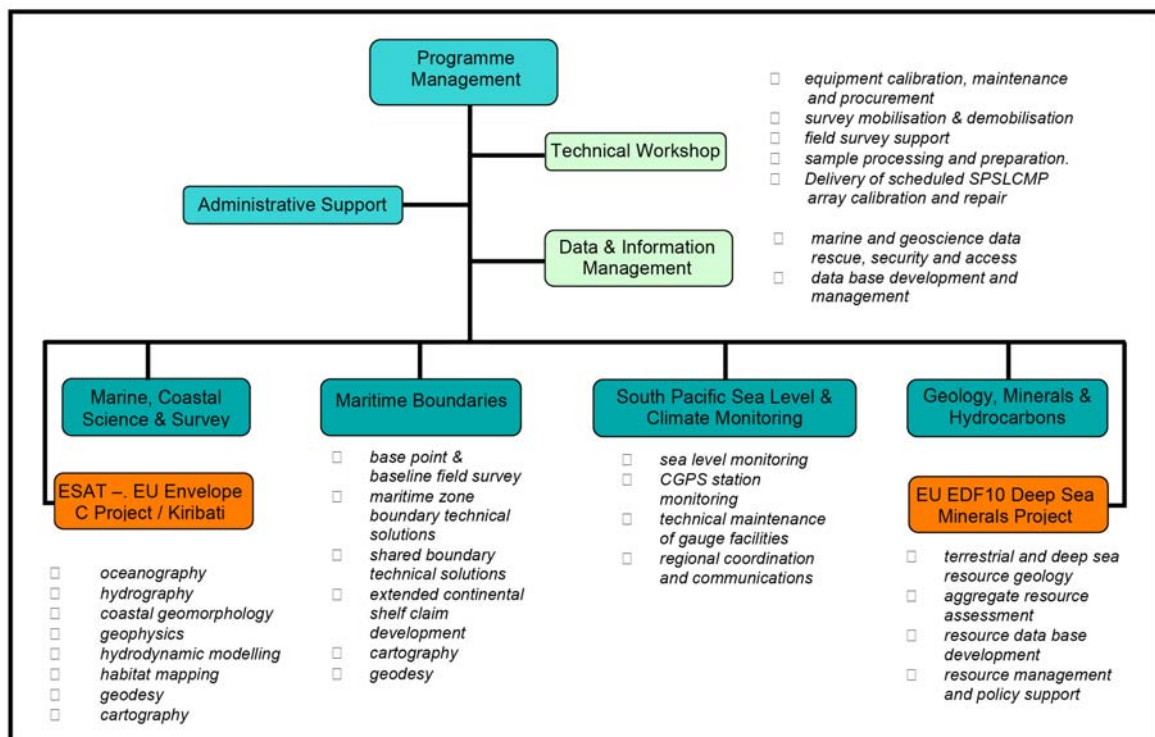 Programme
Management
equipment calibration, maintenance
and procurement
survey mobilisation & demobilisation
field survey support
sample processing and preparation.
Delivery of scheduled SPSLCMP
array calibration and repair
Technical Workshop
Administrative Support
Data & Information
Management
marine and geoscience data
rescue, security and access
data base development and
management
Marine, Coastal
Science & Survey
ESAT –. EU Envelope
C Project / Kiribati
oceanography
hydrography
coastal geomorphology
geophysics
hydrodynamic modelling
habitat mapping
geodesy
cartography
Maritime Boundaries
base point &
baseline field survey
maritime zone
boundary technical
solutions
shared boundary
technical solutions
extended continental
shelf claim
development
cartography
geodesy
South Pacific Sea Level &
Climate Monitoring
sea level monitoring
CGPS station
monitoring
technical maintenance
of gauge facilities
regional coordination
and communications
Geology, Minerals &
Hydrocarbons
EU EDF10 Deep Sea
Minerals Project
terrestrial and deep sea
resource geology
aggregate resource
assessment
resource data base
development
resource management
and policy support